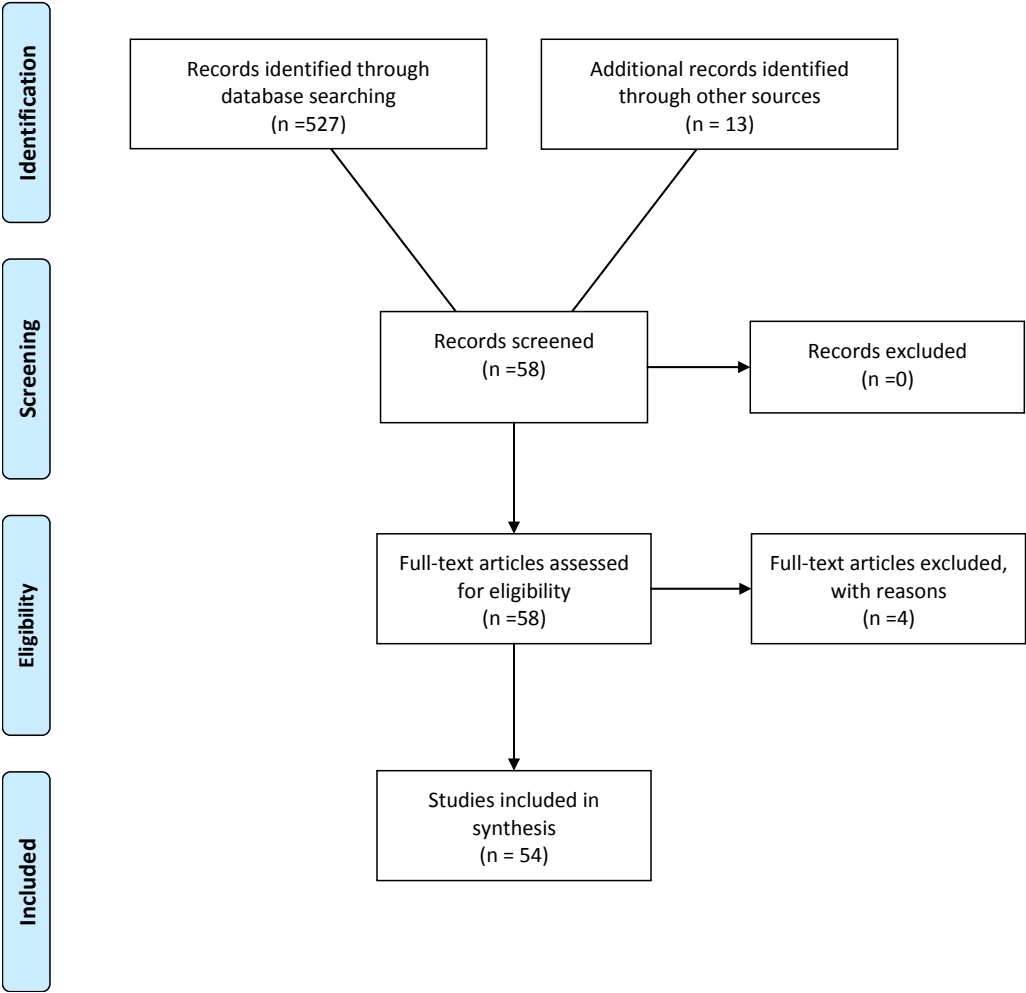 Identification
Records identified through
database searching
(n =527)
Additional records identified
through other sources
(n = 13)
Screening
Records screened
(n =58)
Records excluded
(n =0)
Eligibility
Full-text articles assessed
for eligibility
(n =58)
Full-text articles excluded,
with reasons
(n =4)
Included
Studies included in
synthesis
(n = 54)